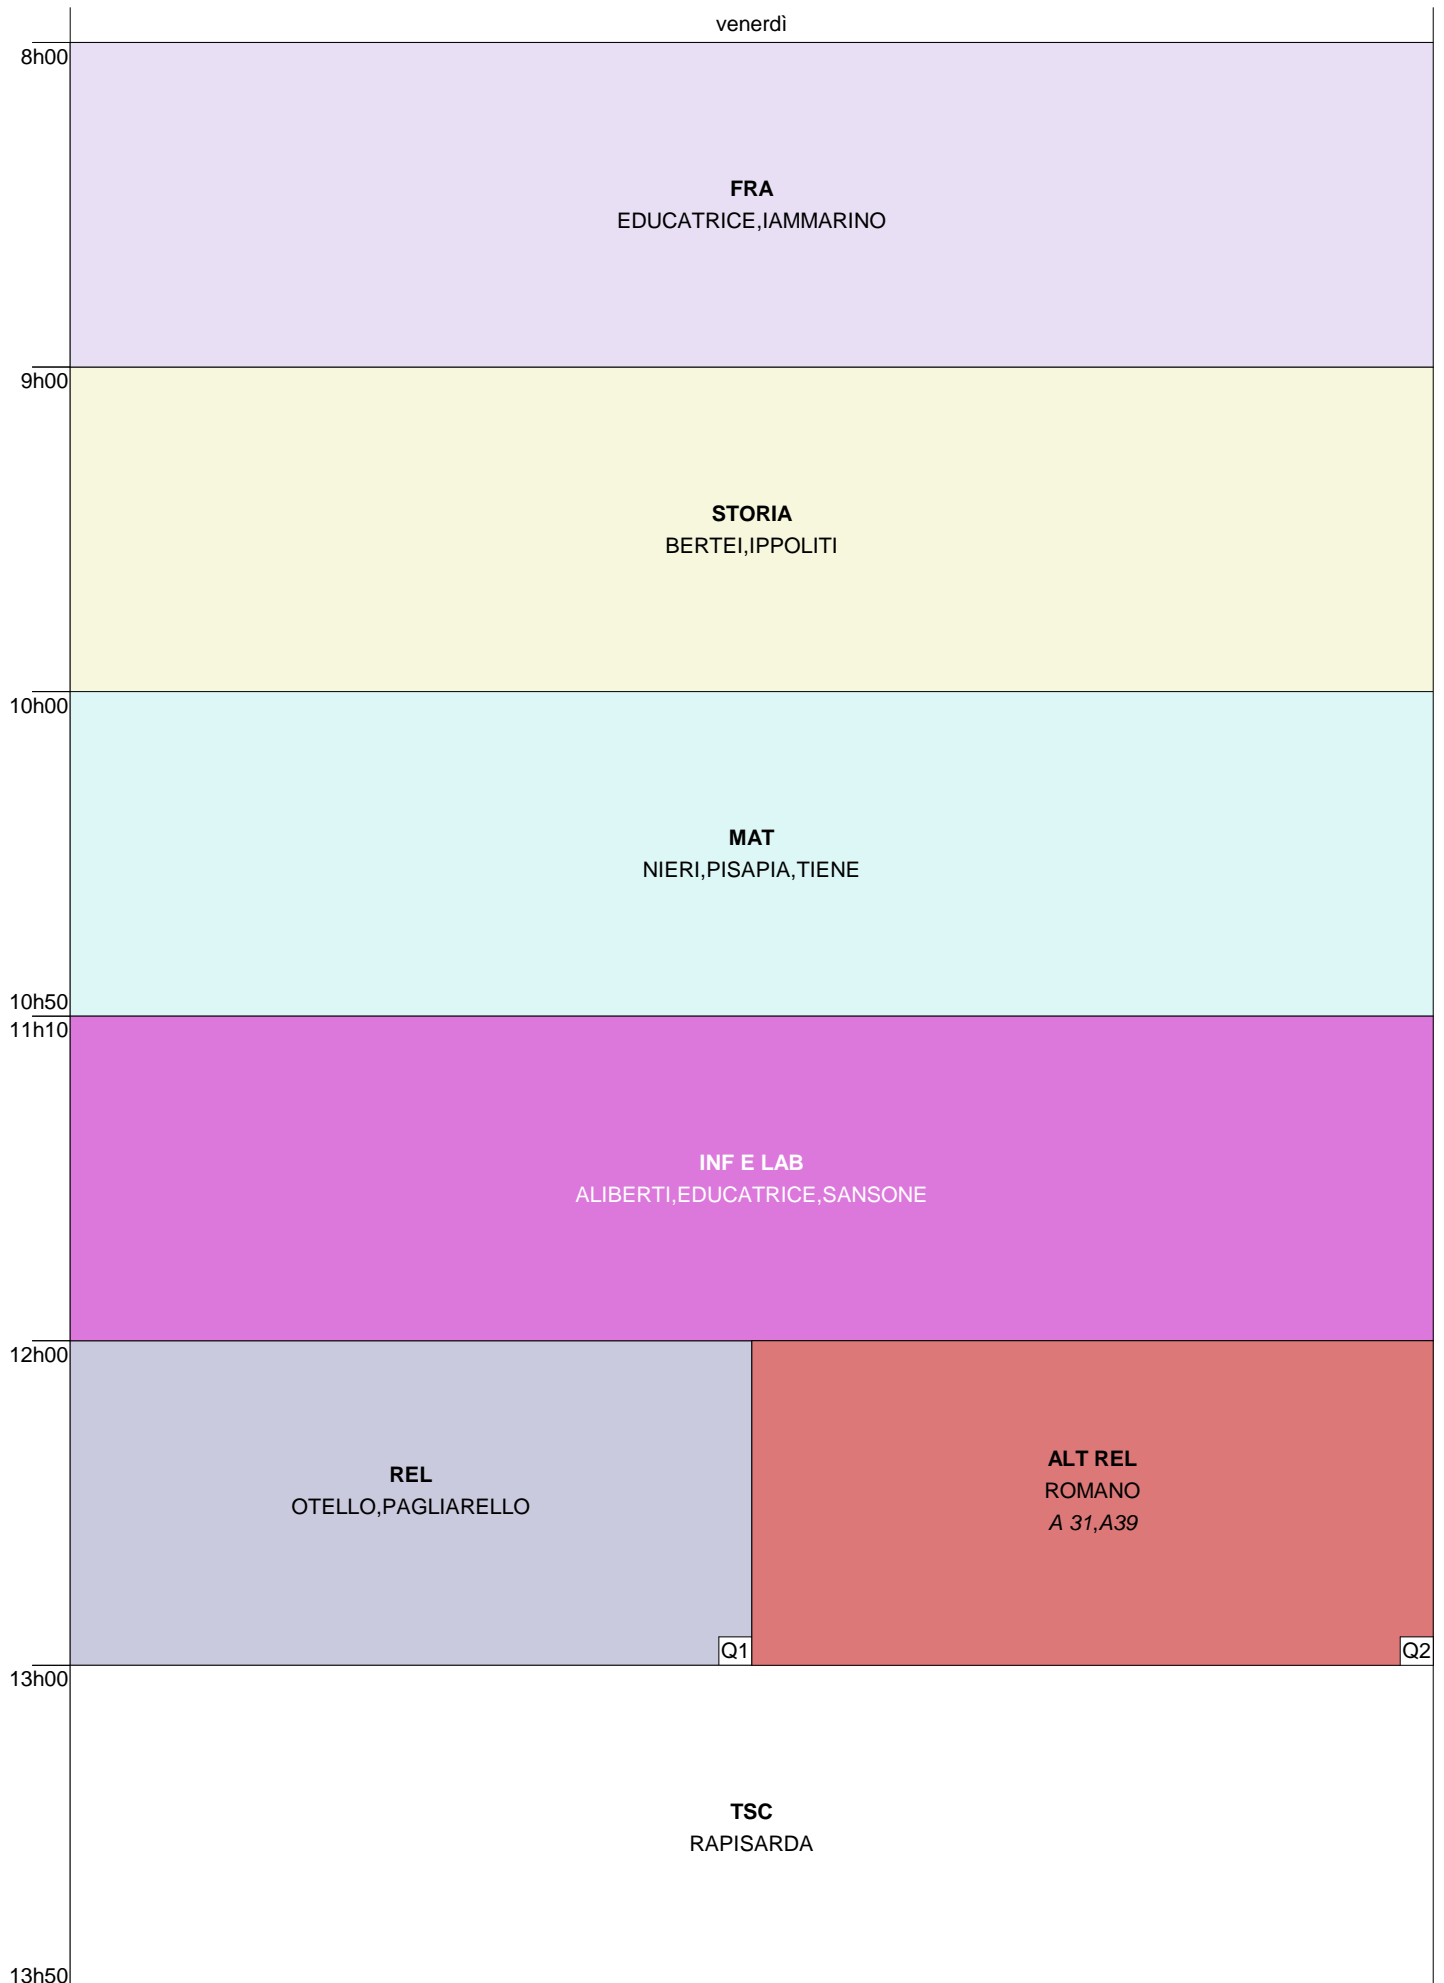 venerdì
8h00
FRA
EDUCATRICE,IAMMARINO
9h00
STORIA
BERTEI,IPPOLITI
10h00
MAT
NIERI,PISAPIA,TIENE
10h50
11h10
INF E LAB
ALIBERTI,EDUCATRICE,SANSONE
12h00
REL
OTELLO,PAGLIARELLO
Q1
ALT REL
ROMANO
A 31,A39
Q2
13h00
TSC
RAPISARDA
13h50